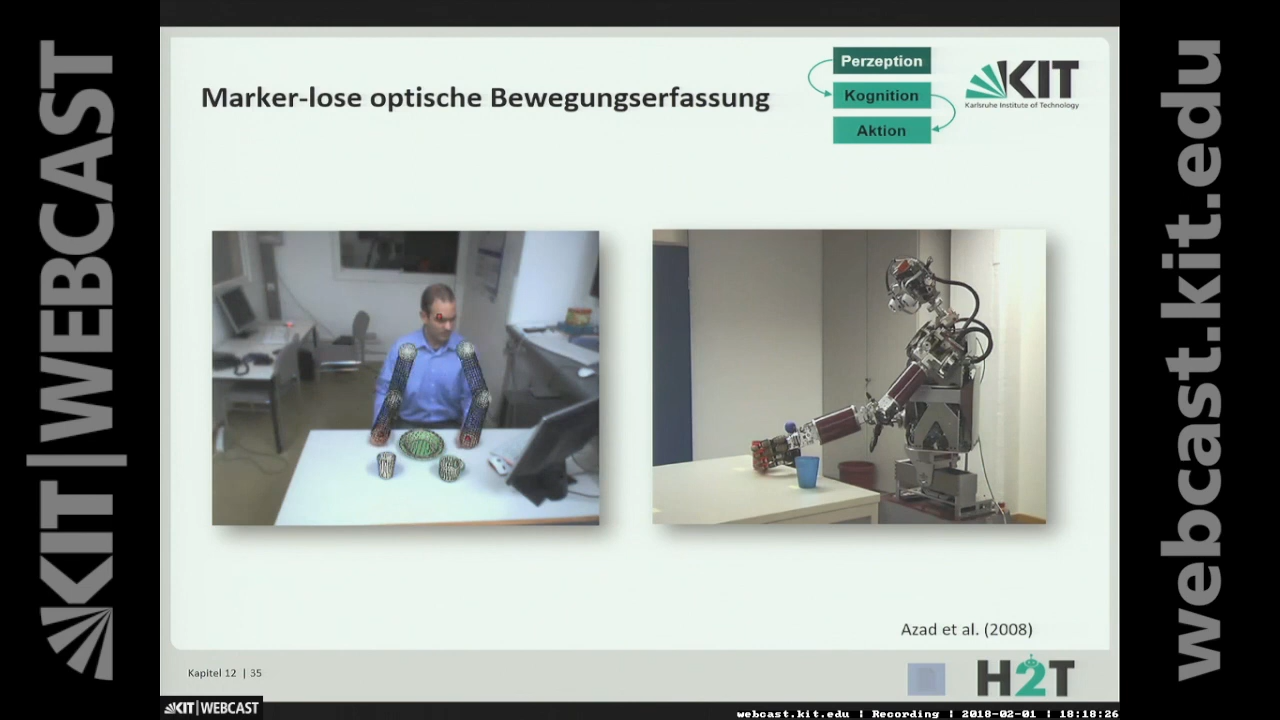 KIT | WEBCAST
Marker-lose optische Bewegungserfassung
Perzeption
Kognition
Aktion
KIT
Karlsruhe Institute of Technology
Azad et al. (2008)
Kapitel 12 | 35
H2T
KIT | WEBCAST
webcast.kit.edu | Recording | 2018-02-01 | 18:18:26
webcast.kit.edu